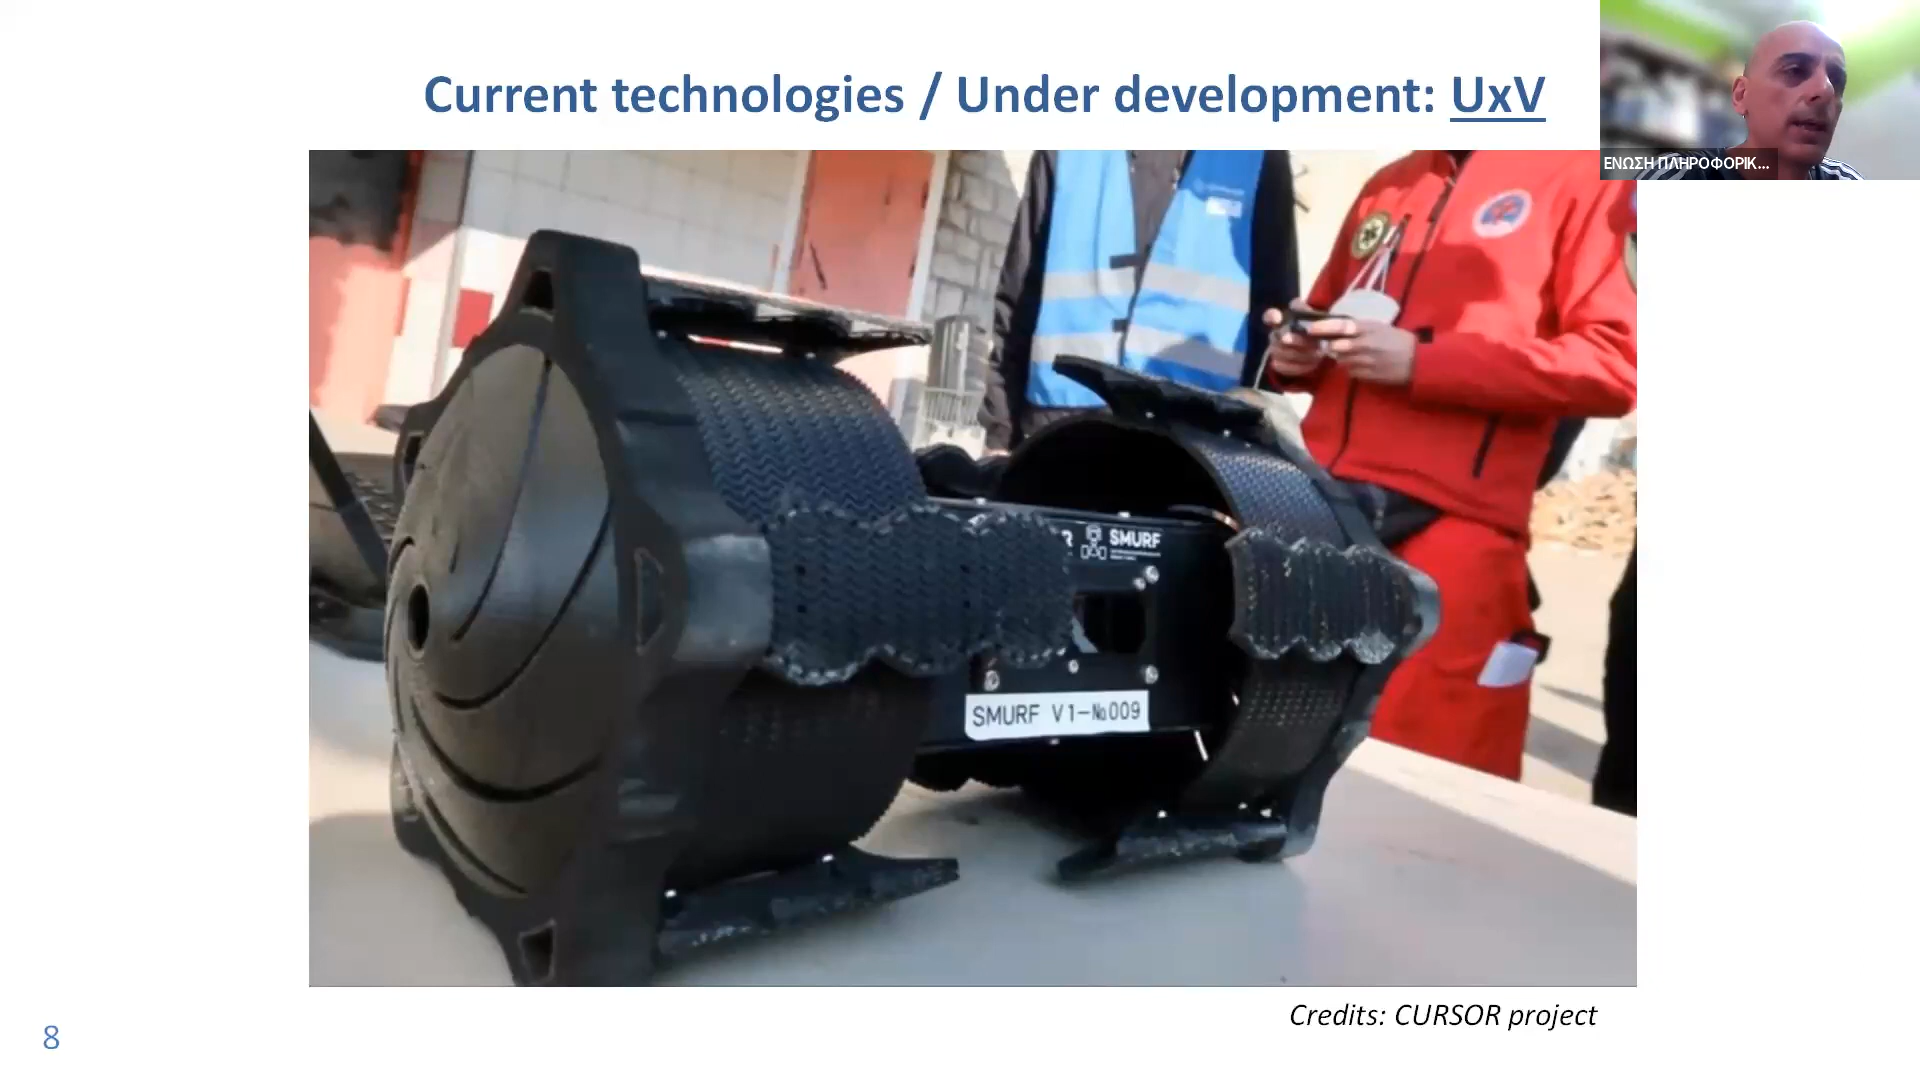 Current technologies / Under development: UxV
ΕΝΩΣΗ ΠΛΗΡΟΦΟΡΙΚ...
R SMURF
SMURF V1-№009
Credits: CURSOR project
8